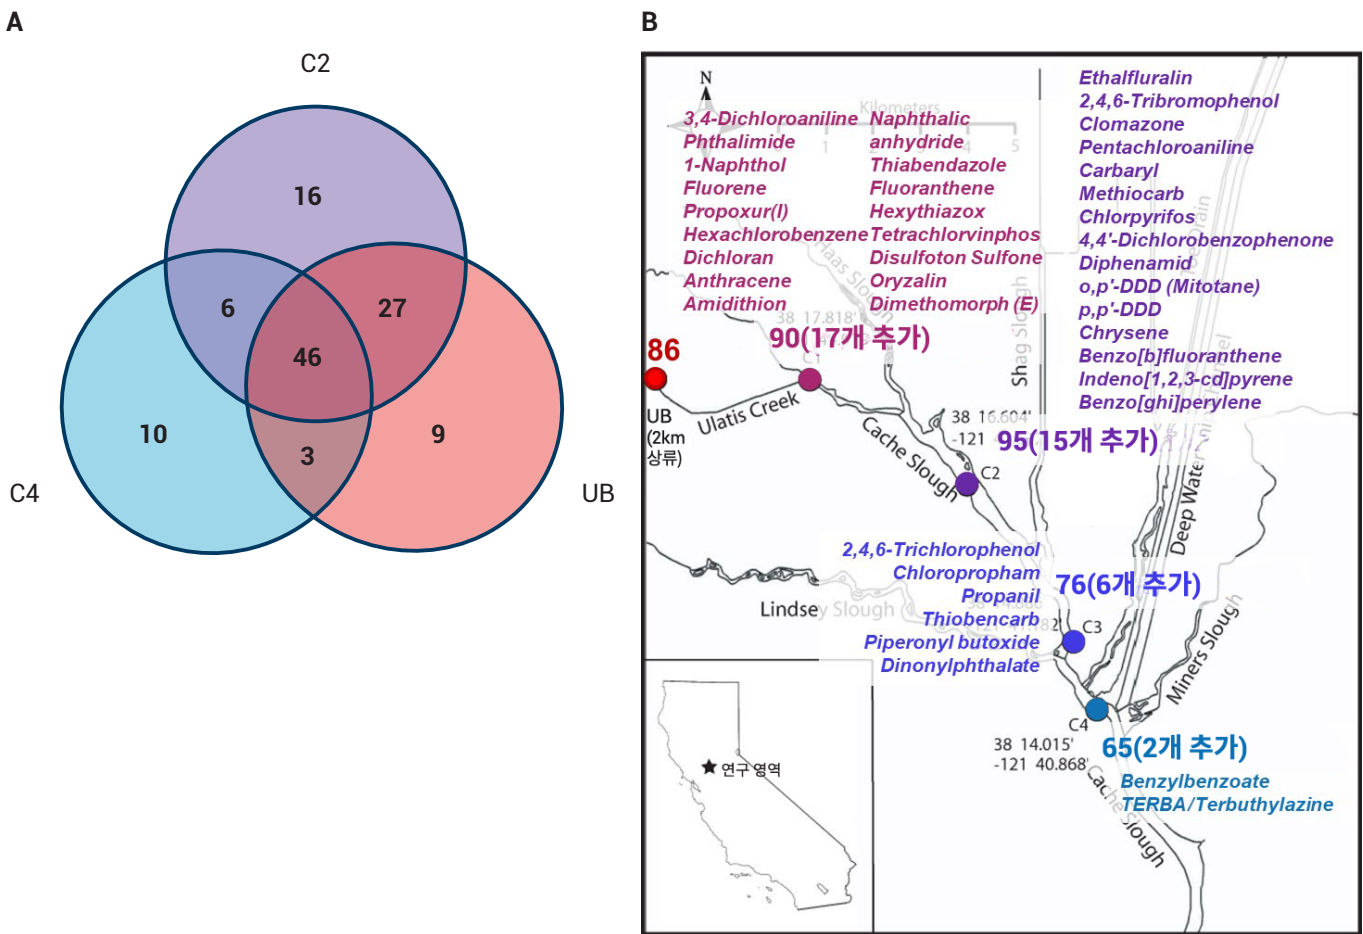 A
C2
16
6
27
46
10
9
3
C4
UB
B
N
Kilometers
1
5
3,4-Dichloroaniline
Phthalimide
1-Naphthol
Fluorene
Propoxur(I)
Hexachlorobenzene
Dichloran
Anthracene
Amidithion
Naphthalic
anhydride
Thiabendazole
Fluoranthene
Hexythiazox
Tetrachlorvinphos
Disulfoton Sulfone
Oryzalin
Dimethomorph (E)
Ethalfluralin
2,4,6-Tribromophenol
Clomazone
Pentachloroaniline
Carbaryl
Methiocarb
Chlorpyrifos
4,4'-Dichlorobenzophenone
Diphenamid
o,p'-DDD (Mitotane)
p,p'-DDD
Chrysene
Benzo[b]fluoranthene
Indeno[1,2,3-cd]pyrene
Benzo[ghi]perylene
Haas Slough
Shag Slough
38 17.818'
90(17개 추가)
C1
86
UB
(2km
상류)
Ulatis Creek
Cache Slough
38 16.604'
-121
95(15개 추가)
C2
Deep Water
2,4,6-Trichlorophenol
Chloropropham
Propanil
Thiobencarb
Piperonyl butoxide
Dinonylphthalate
76(6개 추가)
C3
Lindsey Slough
Miners Slough
C4
38 14.015'
-121 40.868'
65(2개 추가)
Benzylbenzoate
TERBA/Terbuthylazine
Cache Slough
연구 영역